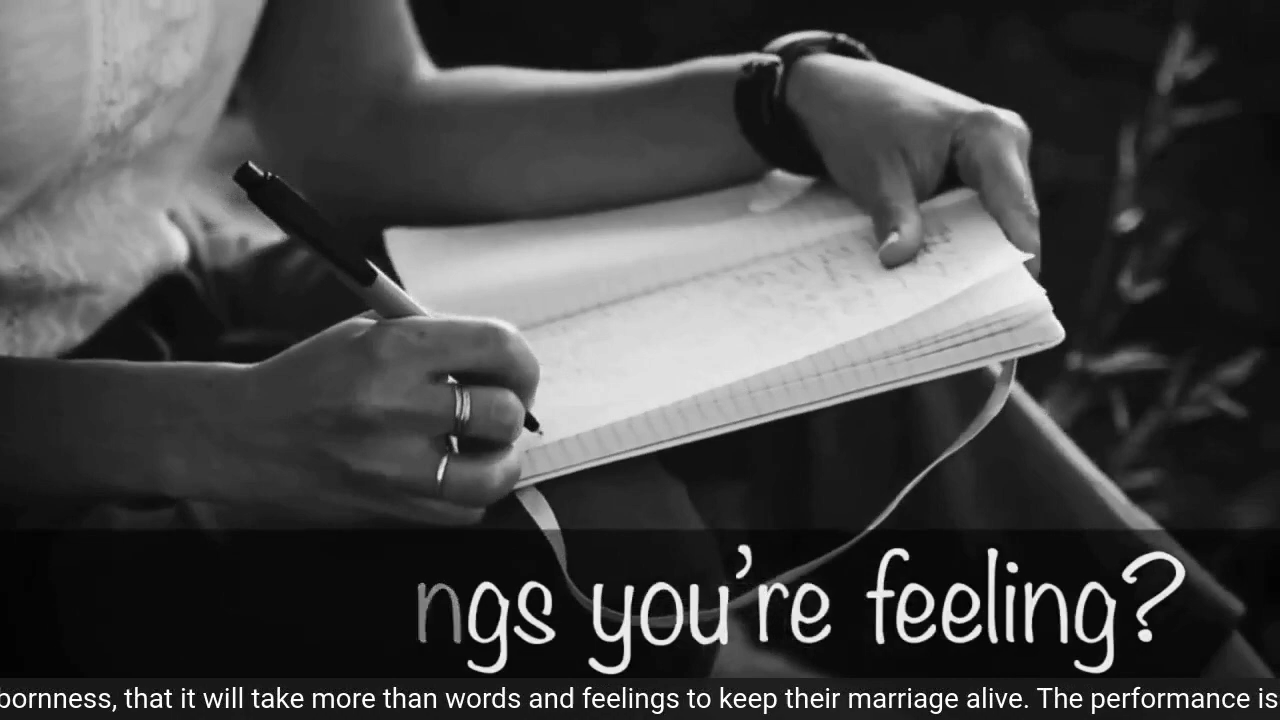 ngs you're feeling?
bornness, that it will take more than words and feelings to keep their marriage alive. The performance is